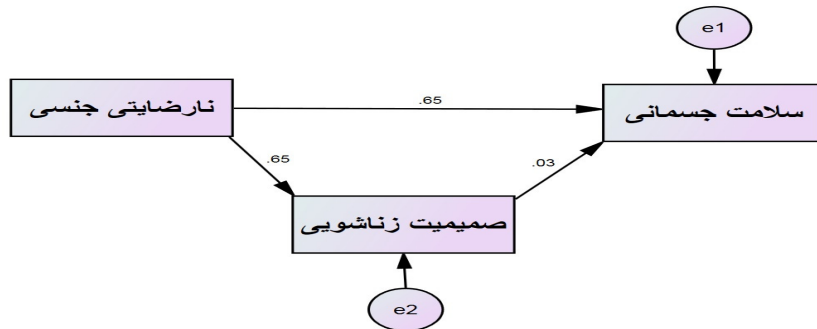 e1
نارضایتی جنسی
.65
سلامت جسمانی
.65
.03
صمیمیت زناشویی
e2